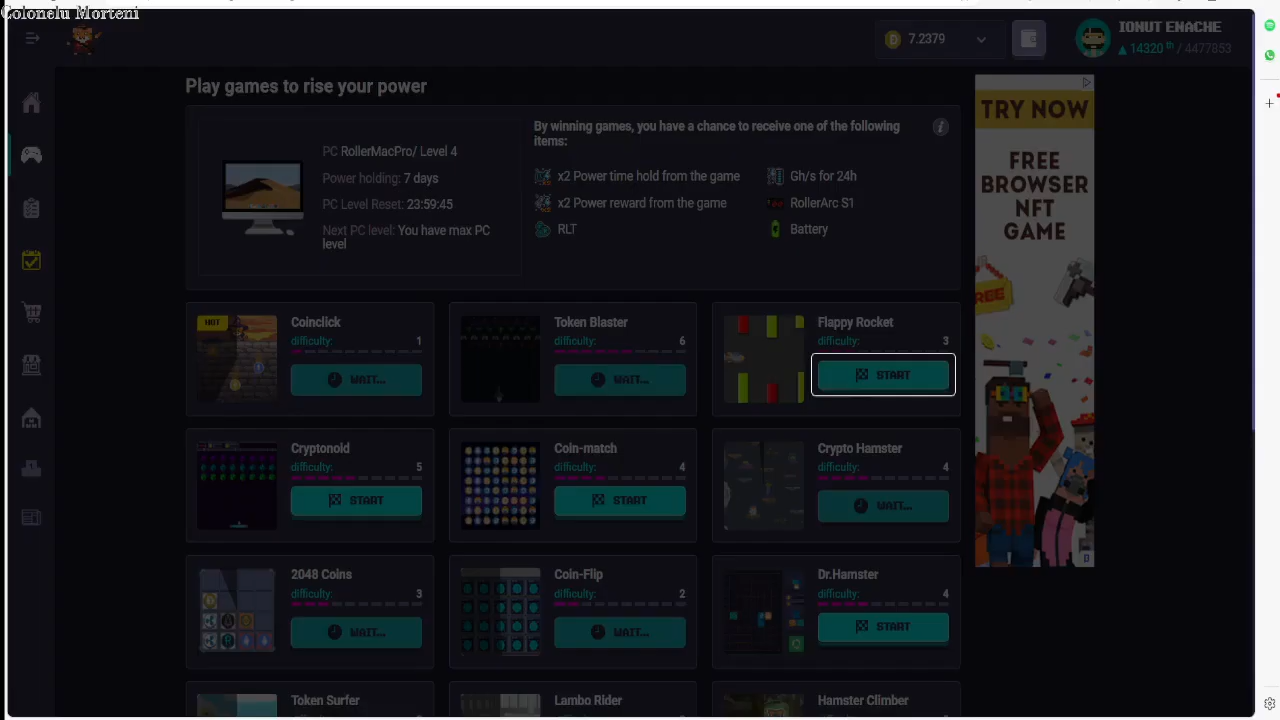 Colonelu Morteni
7.2379
IONUT ENACHE
14320 th / 4477853
Play games to rise your power
PC RollerMacPro/ Level 4
Power holding: 7 days
PC Level Reset: 23:59:45
Next PC level: You have max PC
level
By winning games, you have a chance to receive one of the following
items:
x2 Power time hold from the game
Gh/s for 24h
x2 Power reward from the game
RollerArc S1
RLT
Battery
TRY NOW
FREE
BROWSER
NFT
GAME
FREE
HOT
Coinclick
difficulty: 1
WAIT...
Token Blaster
difficulty: 6
WAIT...
Flappy Rocket
difficulty: 3
START
Cryptonoid
difficulty: 5
START
Coin-match
difficulty: 4
START
Crypto Hamster
difficulty: 4
WAIT...
2048 Coins
difficulty: 3
WAIT...
Coin-Flip
difficulty: 2
WAIT...
Dr.Hamster
difficulty: 4
START
Token Surfer
Lambo Rider
Hamster Climber